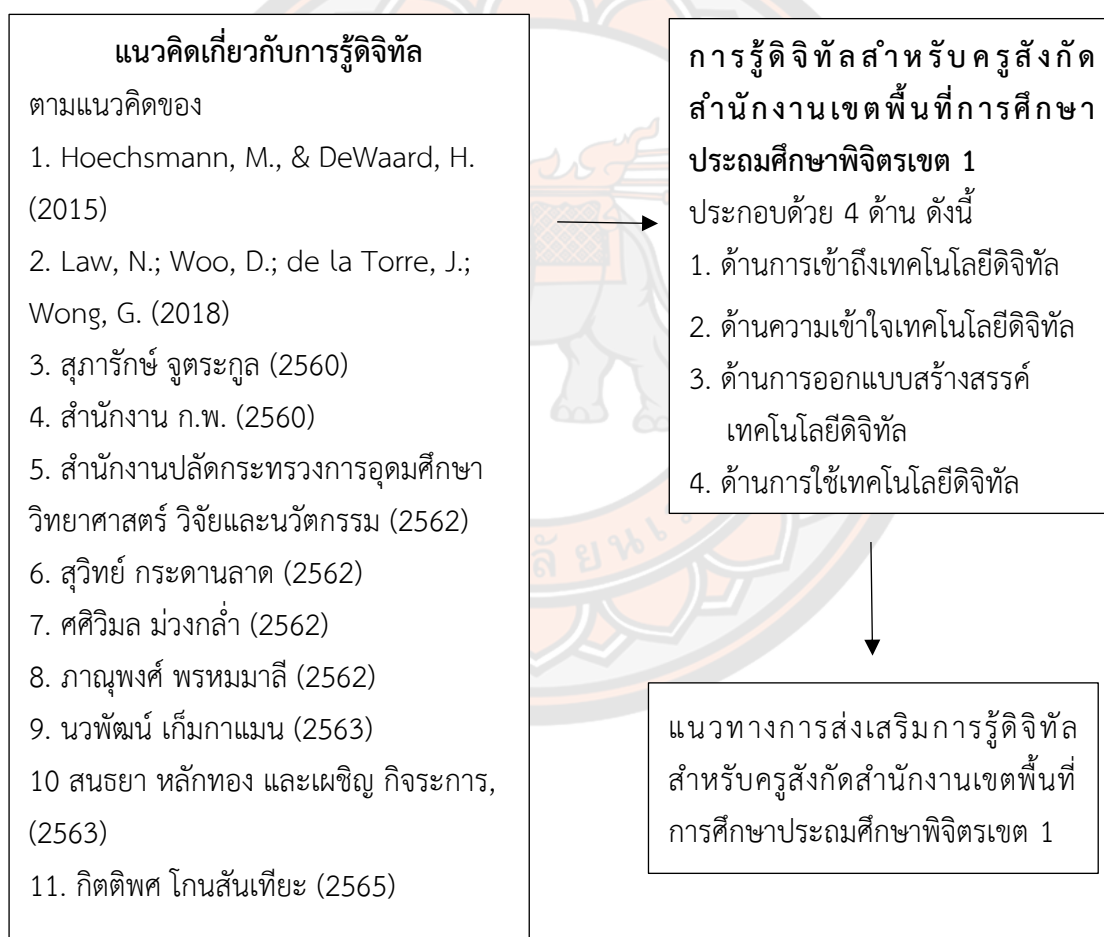 แนวคิดเกี่ยวกับการรู้ดิจิทัล
ตามแนวคิดของ
1. Hoechsmann, M., & DeWaard, H.
(2015)
2. Law, N.; Woo, D.; de la Torre, J.;
Wong, G. (2018)
3. สุภารักษ์ จูตระกูล (2560)
4. สำนักงาน ก.พ. (2560)
5. สำนักงานปลัดกระทรวงการอุดมศึกษา
วิทยาศาสตร์ วิจัยและนวัตกรรม (2562)
6. สุวิทย์ กระดานลาด (2562)
7. ศศิวิมล ม่วงกล่ำ (2562)
8. ภาณุพงศ์ พรหมมาลี (2562)
9. นวพัฒน์ เก็มกาแมน (2563)
10 สนธยา หลักทอง และเผชิญ กิจระการ,
(2563)
11. กิตติพศ โกนสันเทียะ (2565)
การรู้ดิจิทัลสำหรับครูสังกัด
สำนักงานเขตพื้นที่การศึกษา
ประถมศึกษาพิจิตรเขต 1
ประกอบด้วย 4 ด้าน ดังนี้
1. ด้านการเข้าถึงเทคโนโลยีดิจิทัล
2. ด้านความเข้าใจเทคโนโลยีดิจิทัล
3. ด้านการออกแบบสร้างสรรค์
เทคโนโลยีดิจิทัล
4. ด้านการใช้เทคโนโลยีดิจิทัล
แนวทางการส่งเสริมการรู้ดิจิทัล
สำหรับครูสังกัดสำนักงานเขตพื้นที่
การศึกษาประถมศึกษาพิจิตรเขต 1